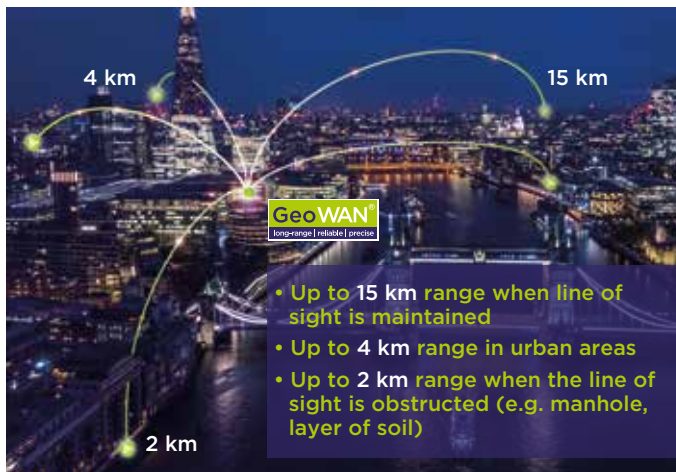 4 km
15 km
GeoWAN®
long-range | reliable | precise
• Up to 15 km range when line of
sight is maintained
• Up to 4 km range in urban areas
• Up to 2 km range when the line of
sight is obstructed (e.g. manhole,
layer of soil)
2 km